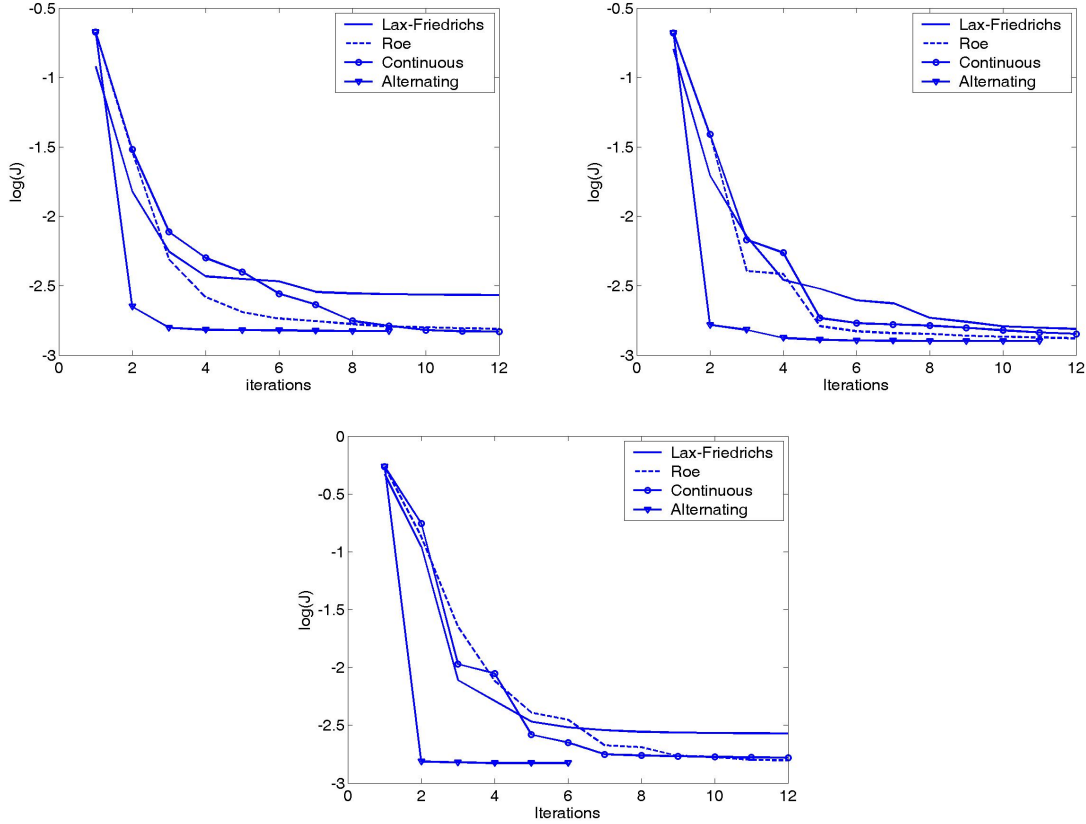 -0.5
-1
-1.5
-2
-2.5
-3
log(J)
0 2 4 6 8 10 12
iterations
Lax-Friedrichs
Roe
Continuous
Alternating
-0.5
-1
-1.5
-2
-2.5
-3
log(J)
0 2 4 6 8 10 12
Iterations
Lax-Friedrichs
Roe
Continuous
Alternating
0
-0.5
-1
-1.5
-2
-2.5
-3
log(J)
0 2 4 6 8 10 12
Iterations
Lax-Friedrichs
Roe
Continuous
Alternating